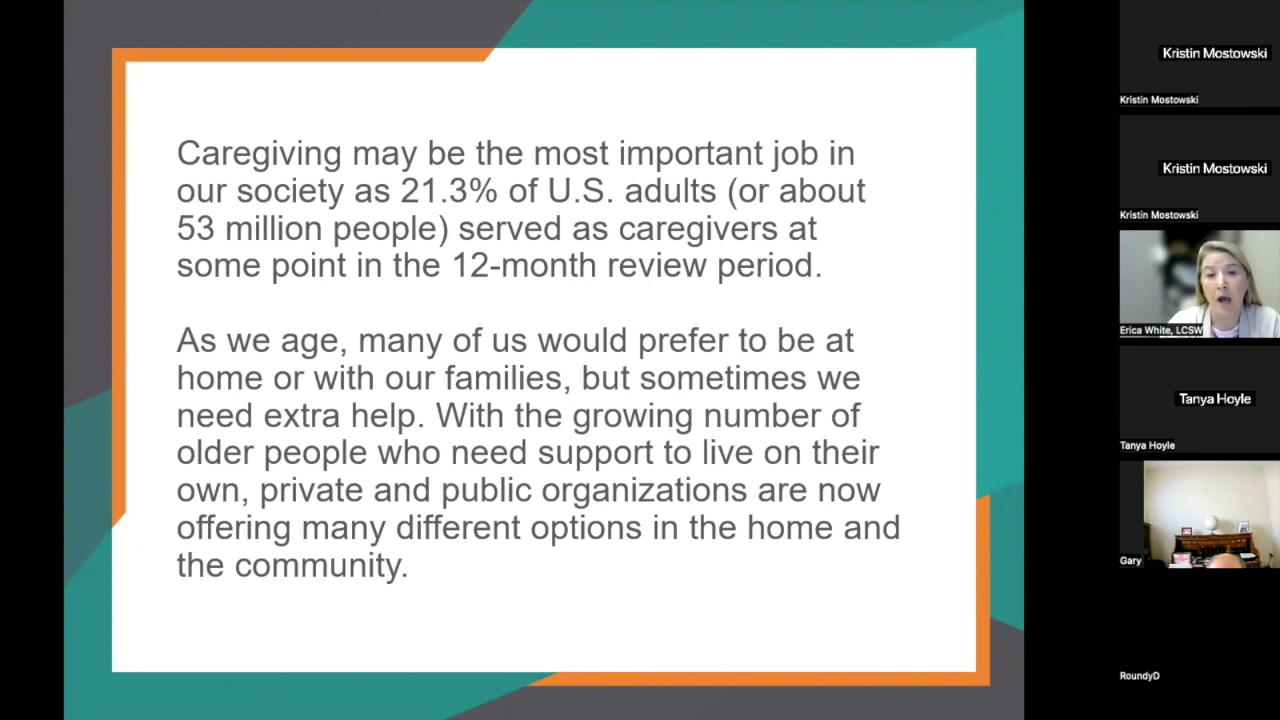 Caregiving may be the most important job in
our society as 21.3% of U.S. adults (or about
53 million people) served as caregivers at
some point in the 12-month review period.
As we age, many of us would prefer to be at
home or with our families, but sometimes we
need extra help. With the growing number of
older people who need support to live on their
own, private and public organizations are now
offering many different options in the home and
the community.
Kristin Mostowski
Kristin Mostowski
Kristin Mostowski
Kristin Mostowski
Erica White, LCSW
Tanya Hoyle
Tanya Hoyle
Gary
RoundyD